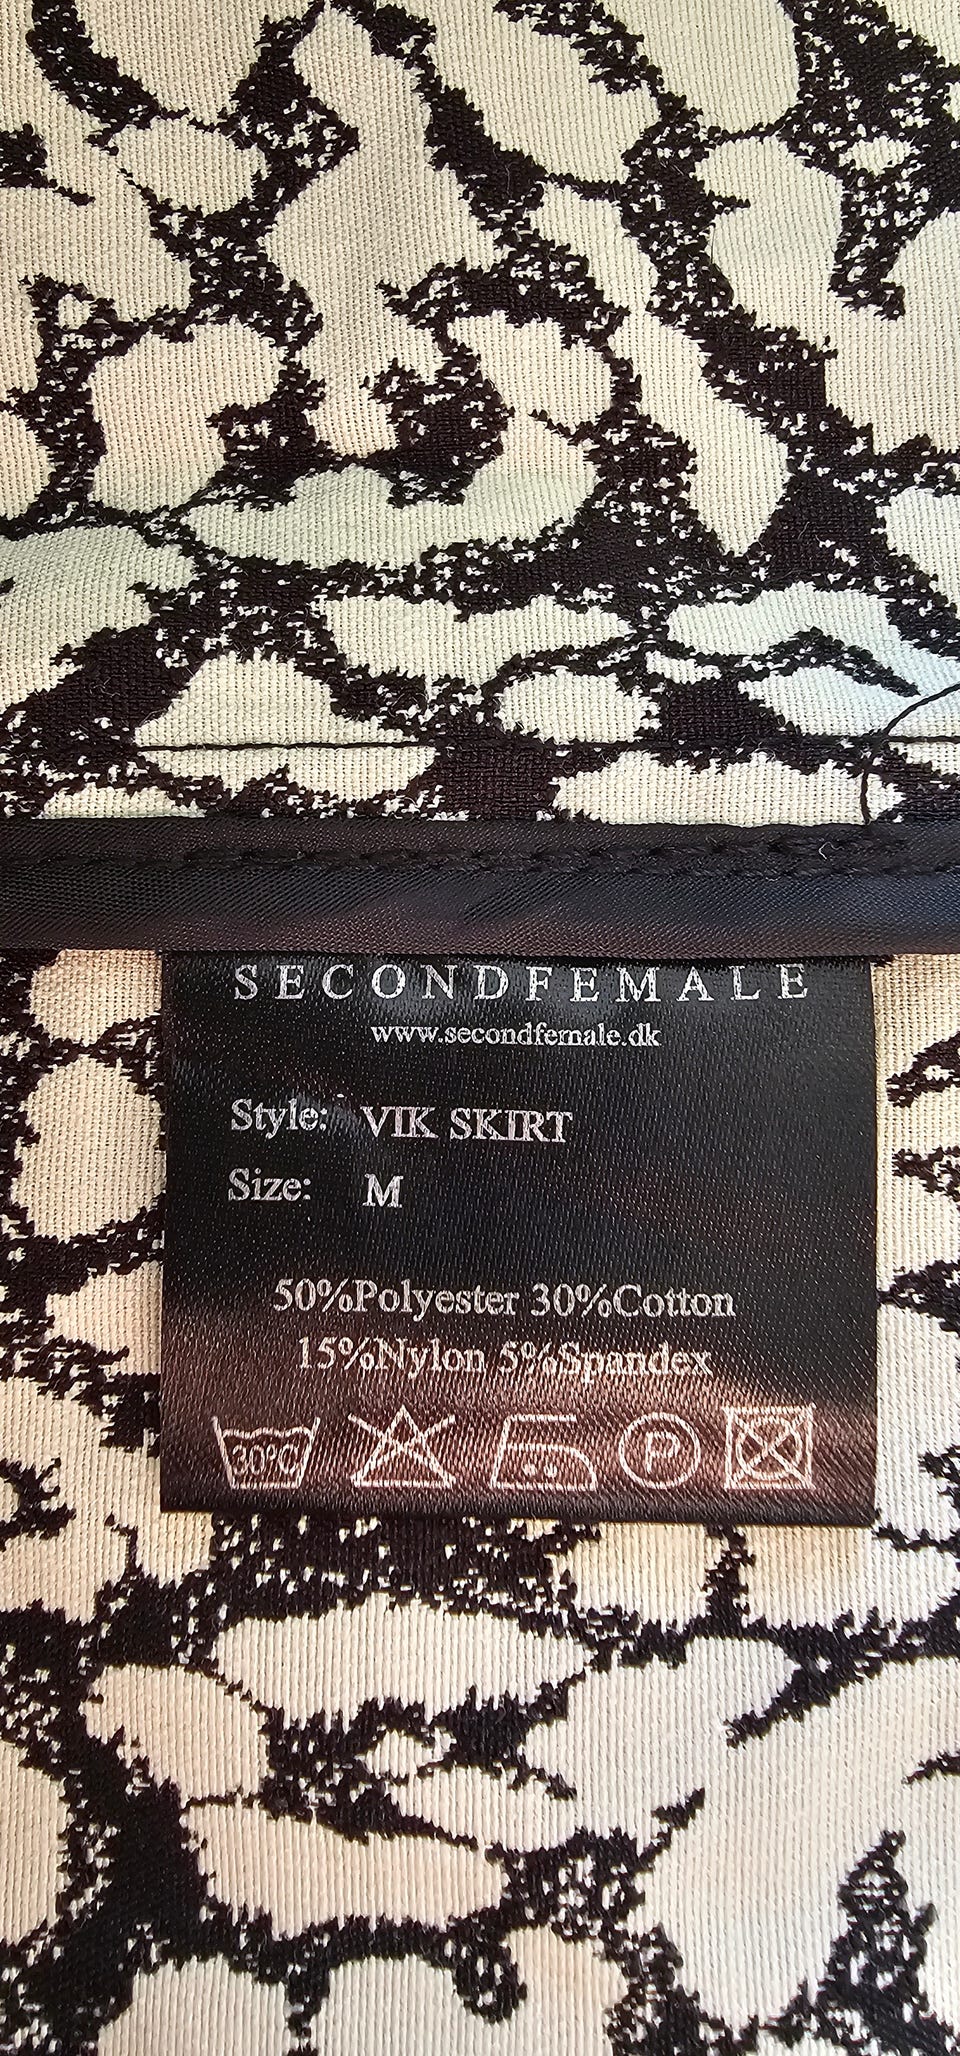 SECONDFEMALE
www.secondfemale.dk
Style: VIK SKIRT
Size: M
50%Polyester 30%Cotton
15%Nylon 5%Spandex
30°C P